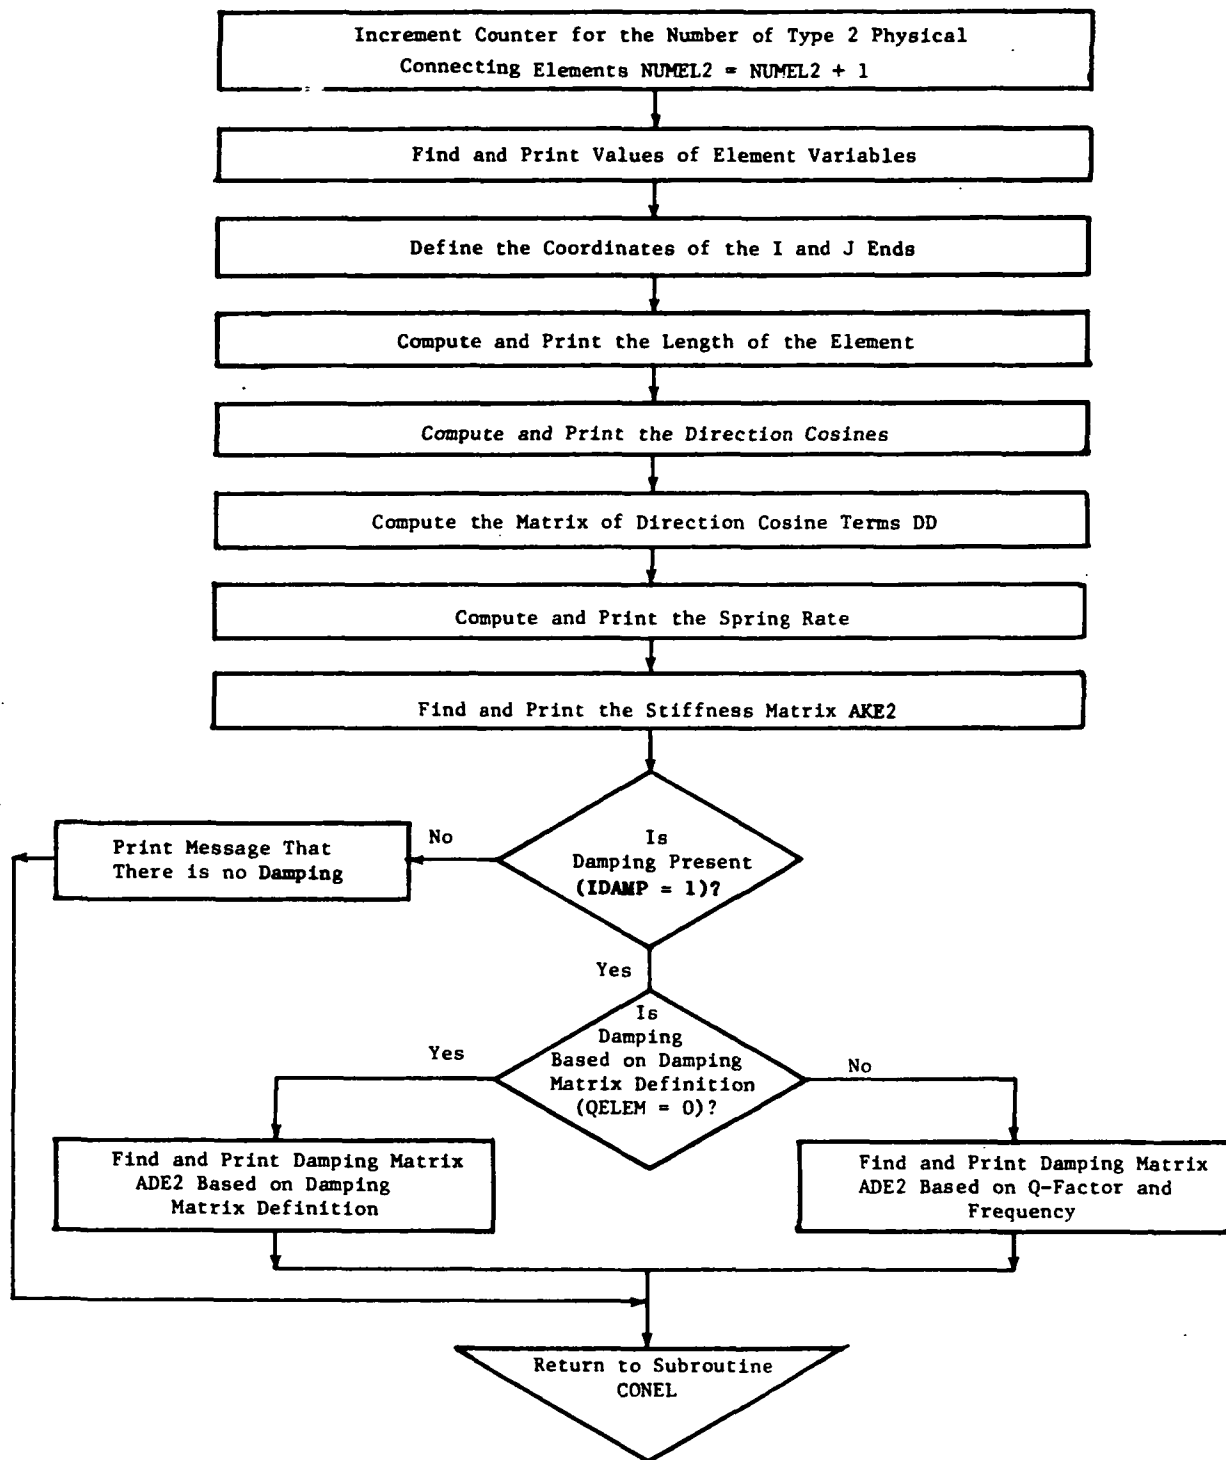 Increment Counter for the Number of Type 2 Physical
Connecting Elements NUMEL2 = NUMEL2 + 1
Find and Print Values of Element Variables
Define the Coordinates of the I and J Ends
Compute and Print the Length of the Element
Compute and Print the Direction Cosines
Compute the Matrix of Direction Cosine Terms DD
Compute and Print the Spring Rate
Find and Print the Stiffness Matrix AKE2
Is
Damping Present
(IDAMP = 1)?
No
Print Message That
There is no Damping
Yes
Is
Damping
Based on Damping
Matrix Definition
(QELEM = 0)?
Yes
No
Find and Print Damping Matrix
ADE2 Based on Damping
Matrix Definition
Find and Print Damping Matrix
ADE2 Based on Q-Factor and
Frequency
Return to Subroutine
CONEL